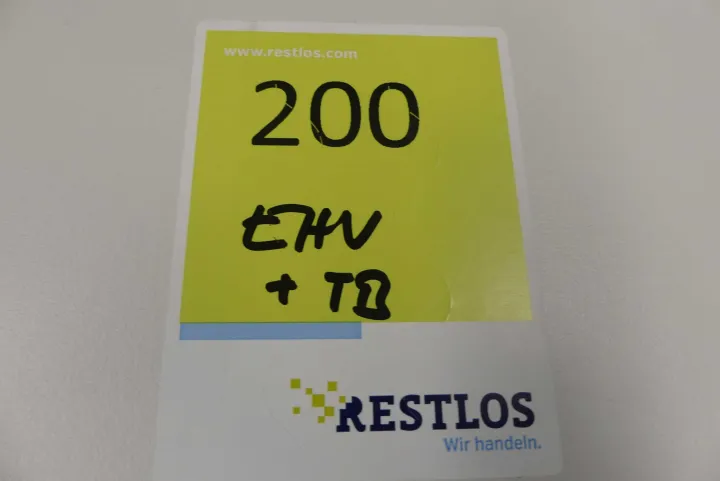 www.restlos.com
200
EHV
+ TB
RESTLOS
Wir handeln.